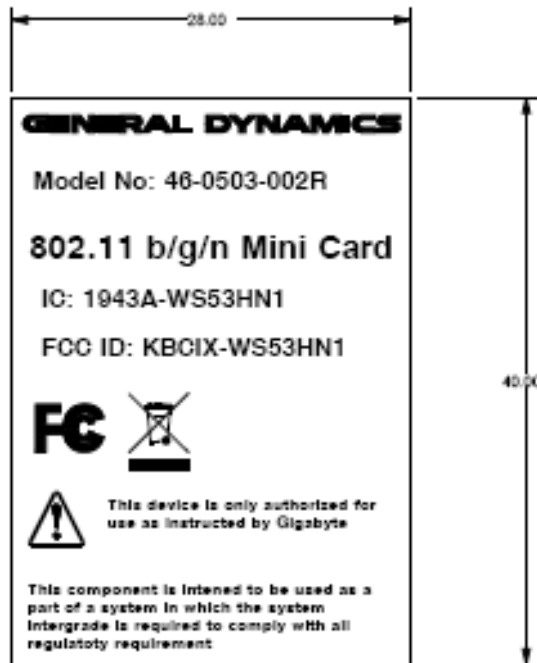 28.00
GENERAL DYNAMICS
Model No: 46-0503-002R
802.11 b/g/n Mini Card
IC: 1943A-WS53HN1
FCC ID: KBCIX-WS53HN1
40.00
FC
This device is only authorized for
use as instructed by Gigabyte
This component is intened to be used as a
part of a system in which the system
intergrade is required to comply with all
regulatoty requirement